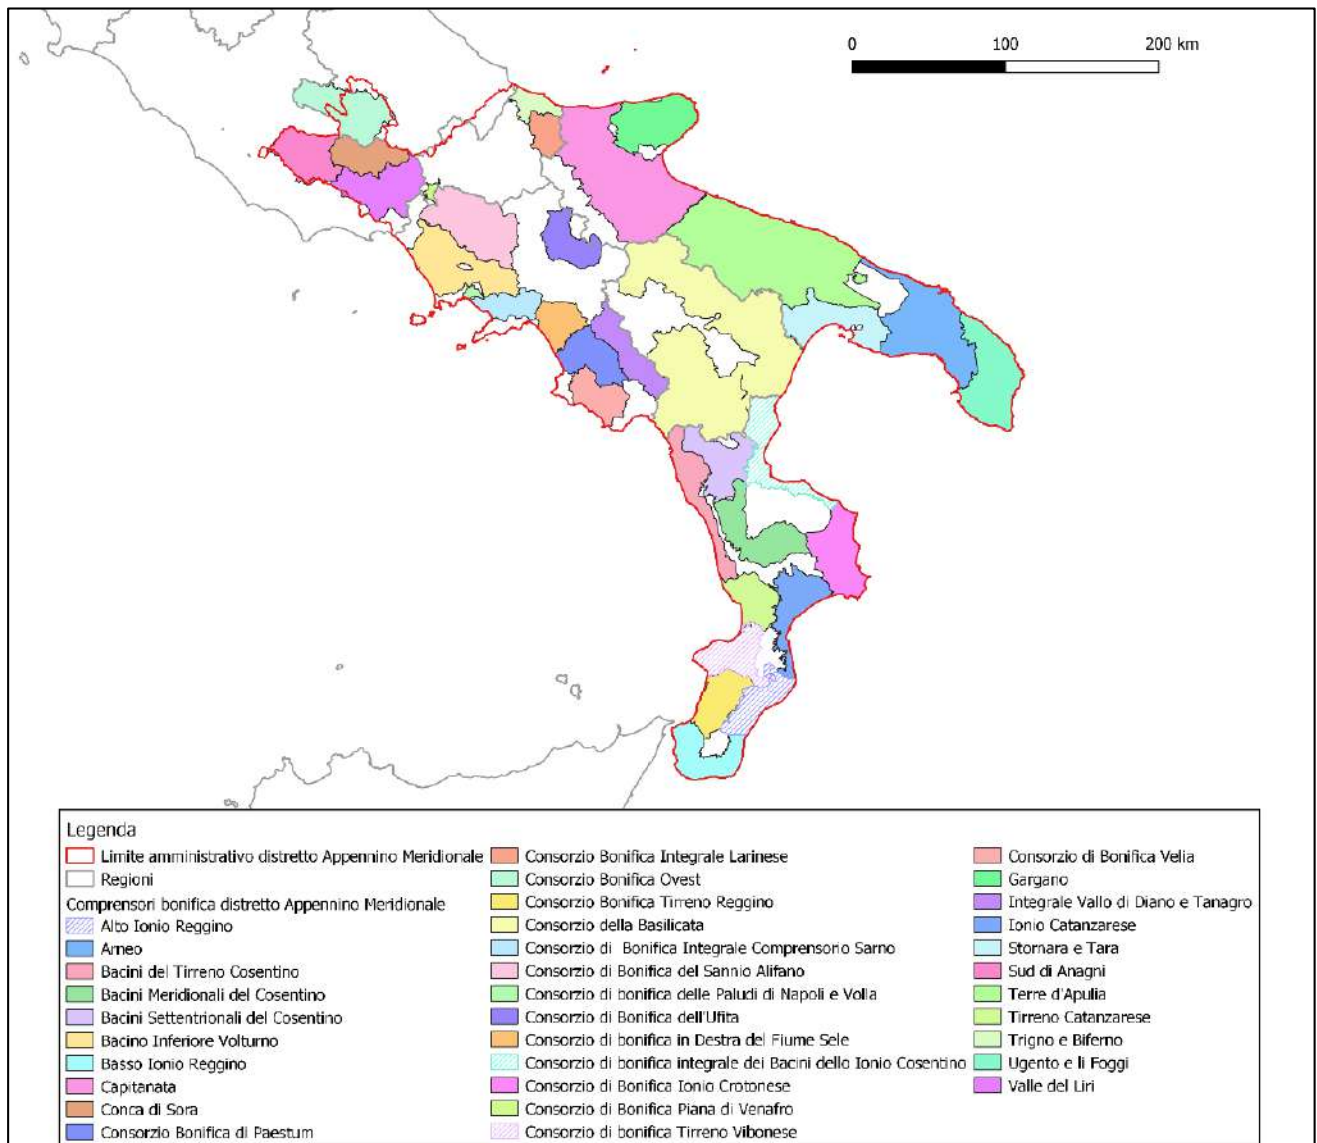 0 100 200 km
Legenda
Limite amministrativo distretto Appennino Meridionale
Regioni
Comprensori bonifica distretto Appennino Meridionale
Alto Ionio Reggino
Arneo
Bacini del Tirreno Cosentino
Bacini Meridionali del Cosentino
Bacini Settentrionali del Cosentino
Bacino Inferiore Volturno
Basso Ionio Reggino
Capitanata
Conca di Sora
Consorzio Bonifica di Paestum
Consorzio Bonifica Integrale Larinese
Consorzio Bonifica Ovest
Consorzio Bonifica Tirreno Reggino
Consorzio della Basilicata
Consorzio di Bonifica Integrale Comprensorio Sarno
Consorzio di Bonifica del Sannio Alifano
Consorzio di bonifica delle Paludi di Napoli e Volla
Consorzio di Bonifica dell'Ufita
Consorzio di bonifica in Destra del Fiume Sele
Consorzio di bonifica integrale dei Bacini dello Ionio Cosentino
Consorzio di Bonifica Ionio Crotonese
Consorzio di Bonifica Piana di Venafro
Consorzio di bonifica Tirreno Vibonese
Consorzio di Bonifica Velia
Gargano
Integrale Vallo di Diano e Tanagro
Ionio Catanzarese
Stornara e Tara
Sud di Anagni
Terre d'Apulia
Tirreno Catanzarese
Trigno e Biferno
Ugento e li Foggi
Valle del Liri